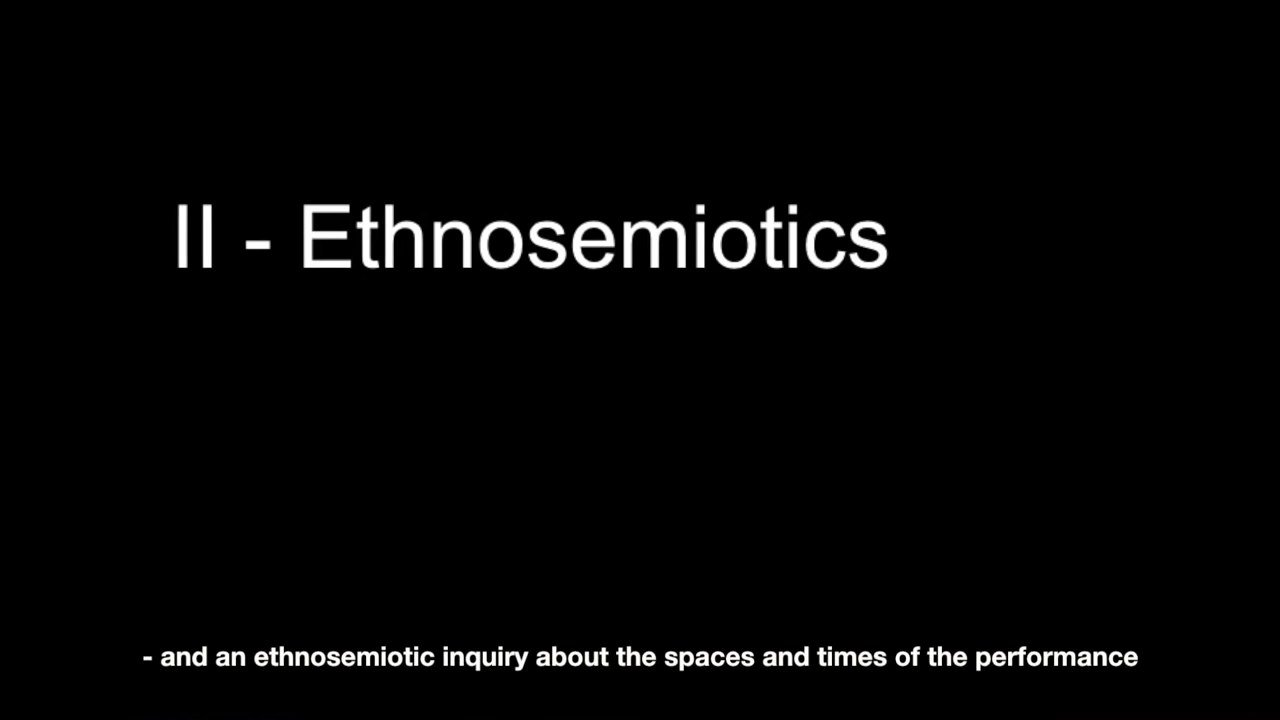 II - Ethnosemiotics
- and an ethnosemiotic inquiry about the spaces and times of the performance